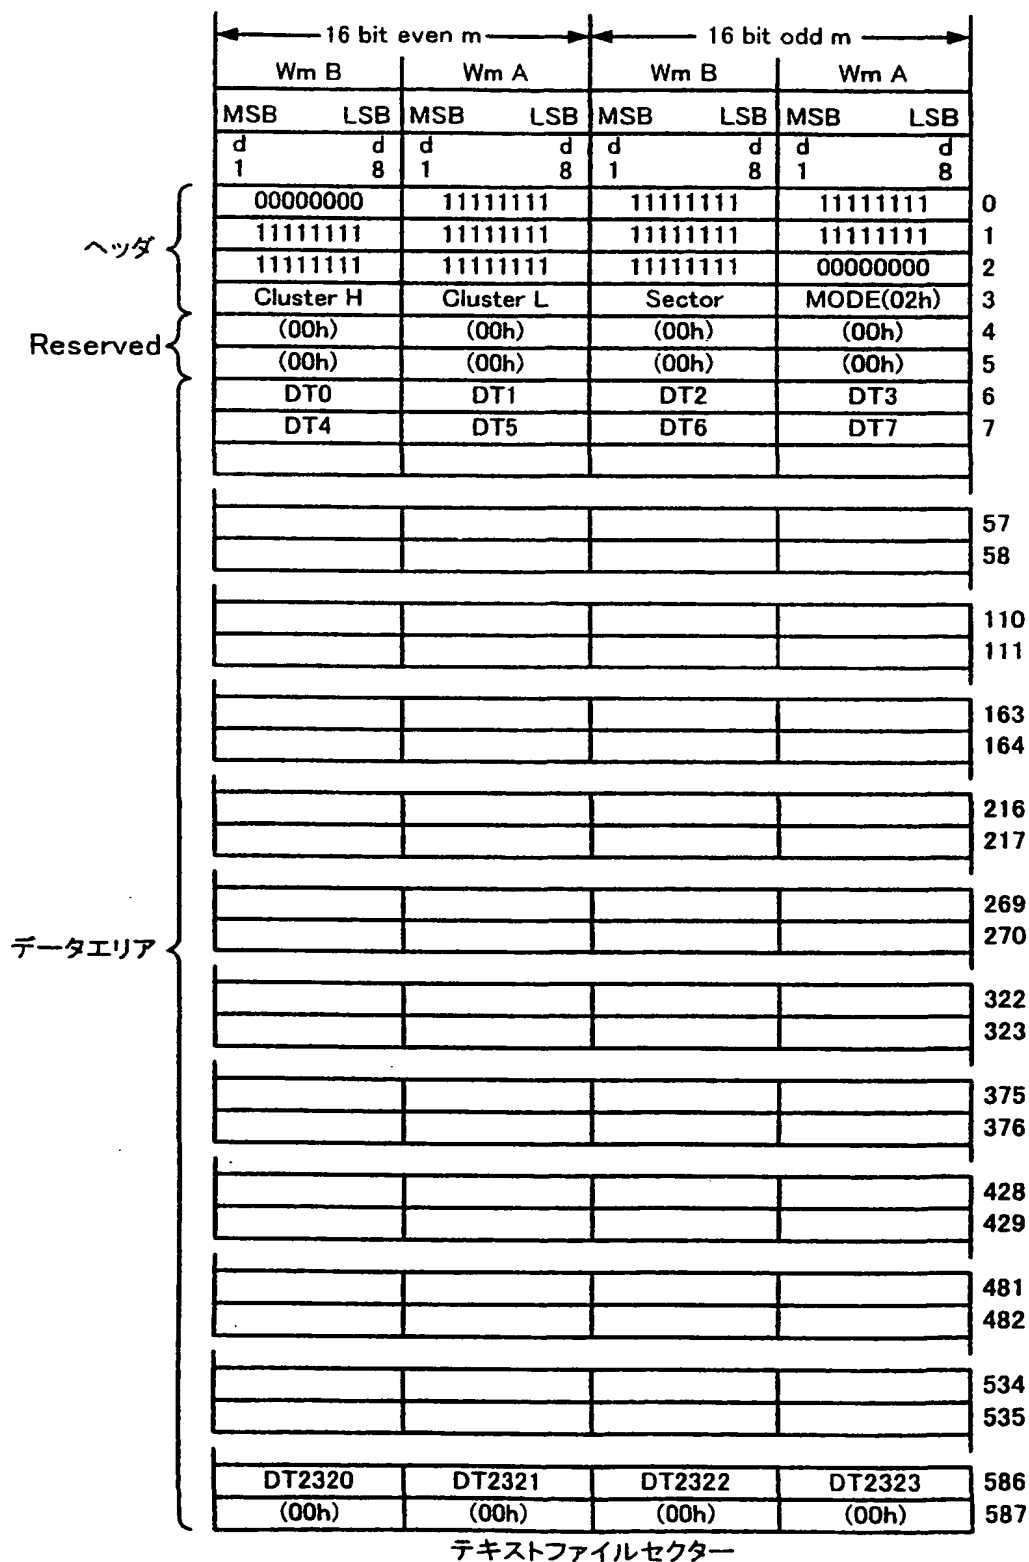 16 bit even m 16 bit odd m
Wm B Wm A Wm B Wm A
MSB LSB MSB LSB MSB LSB MSB LSB
d d d d d d d d
1 8 1 8 1 8 1 8
00000000 11111111 11111111 11111111 0
ヘッダ 11111111 11111111 11111111 11111111 1
11111111 11111111 11111111 00000000 2
Cluster H Cluster L Sector MODE(02h) 3
Reserved (00h) (00h) (00h) (00h) 4
(00h) (00h) (00h) (00h) 5
DT0 DT1 DT2 DT3 6
DT4 DT5 DT6 DT7 7
57
58
110
111
163
164
216
217
269
データエリア 270
322
323
375
376
428
429
481
482
534
535
DT2320 DT2321 DT2322 DT2323 586
(00h) (00h) (00h) (00h) 587
テキストファイルセクター